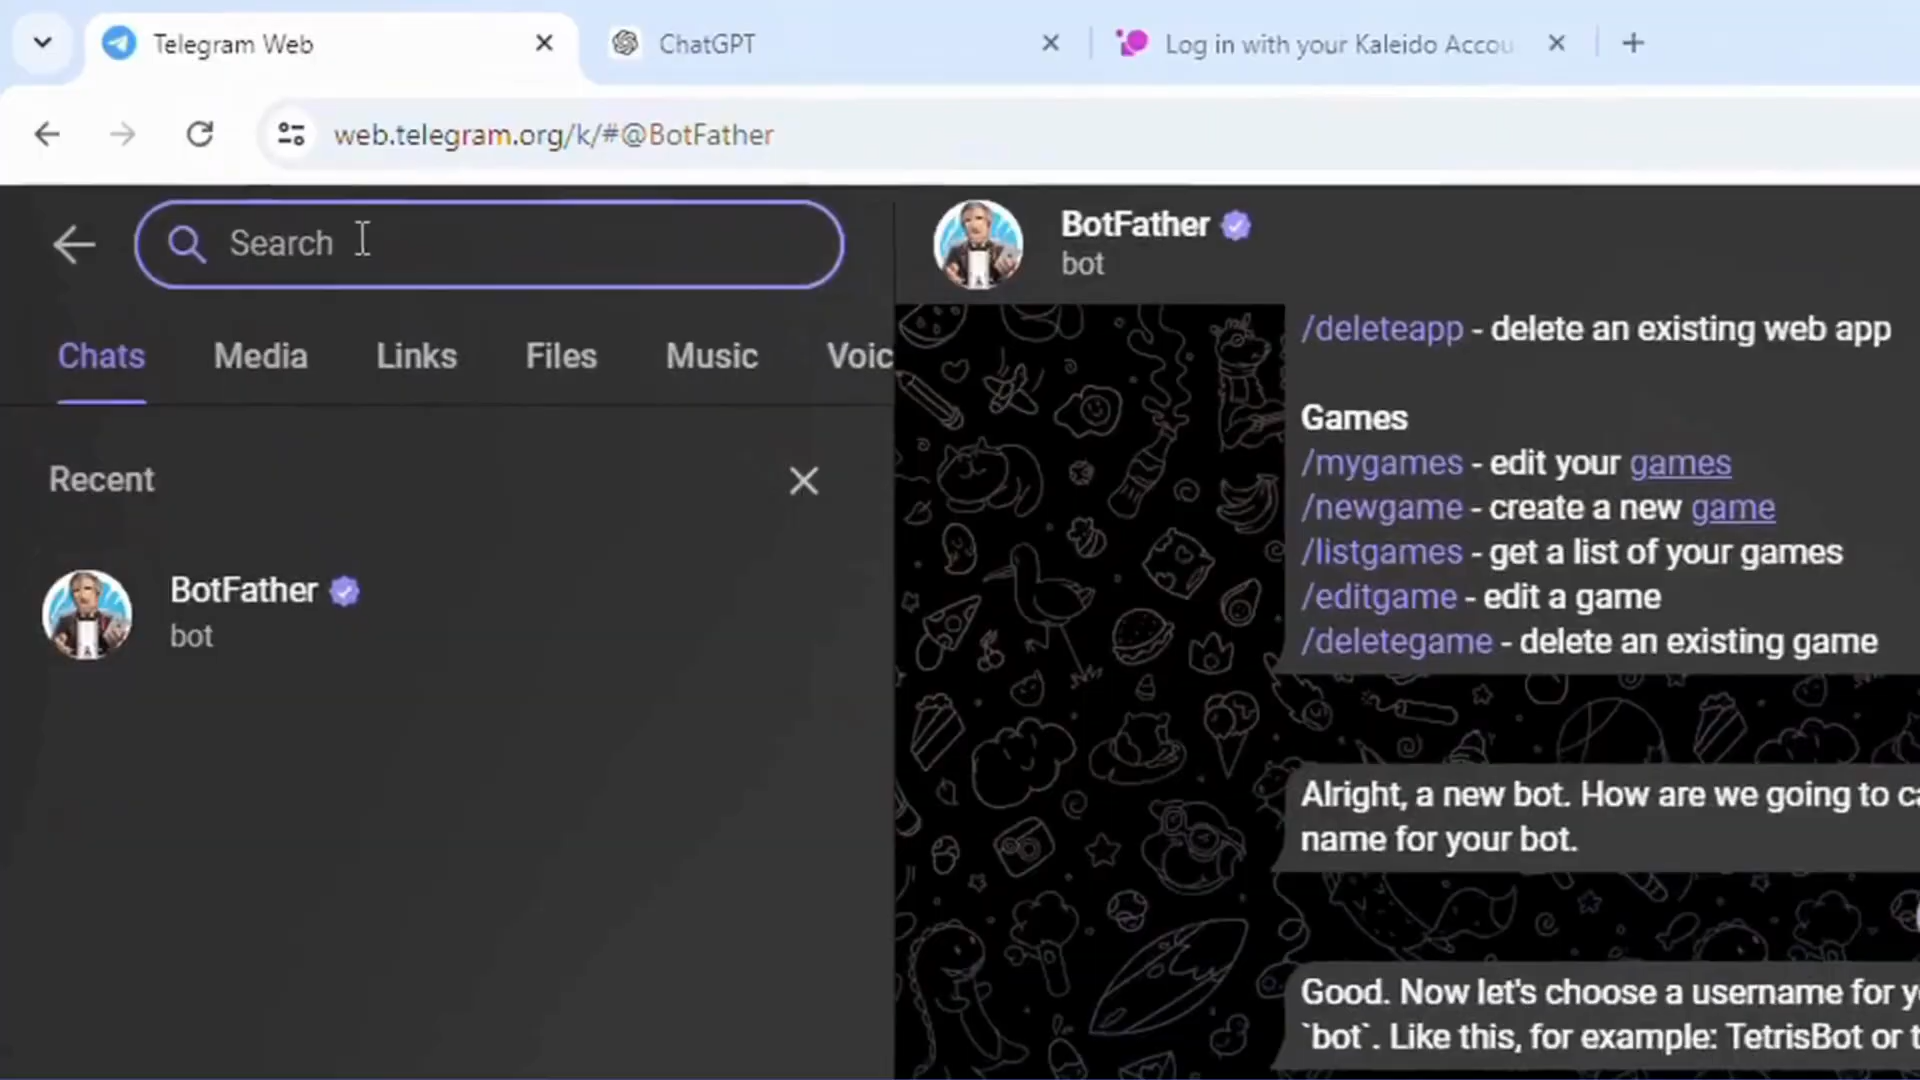 Telegram Web
ChatGPT
Log in with your Kaleido Accou
web.telegram.org/k/#@BotFather
Search
Chats
Media
Links
Files
Music
Voic
Recent
BotFather
bot
BotFather
bot
/deleteapp - delete an existing web app
Games
/mygames - edit your games
/newgame - create a new game
/listgames - get a list of your games
/editgame - edit a game
/deletegame - delete an existing game
Alright, a new bot. How are we going to ca
name for your bot.
Good. Now let's choose a username for y
`bot`. Like this, for example: TetrisBot or t